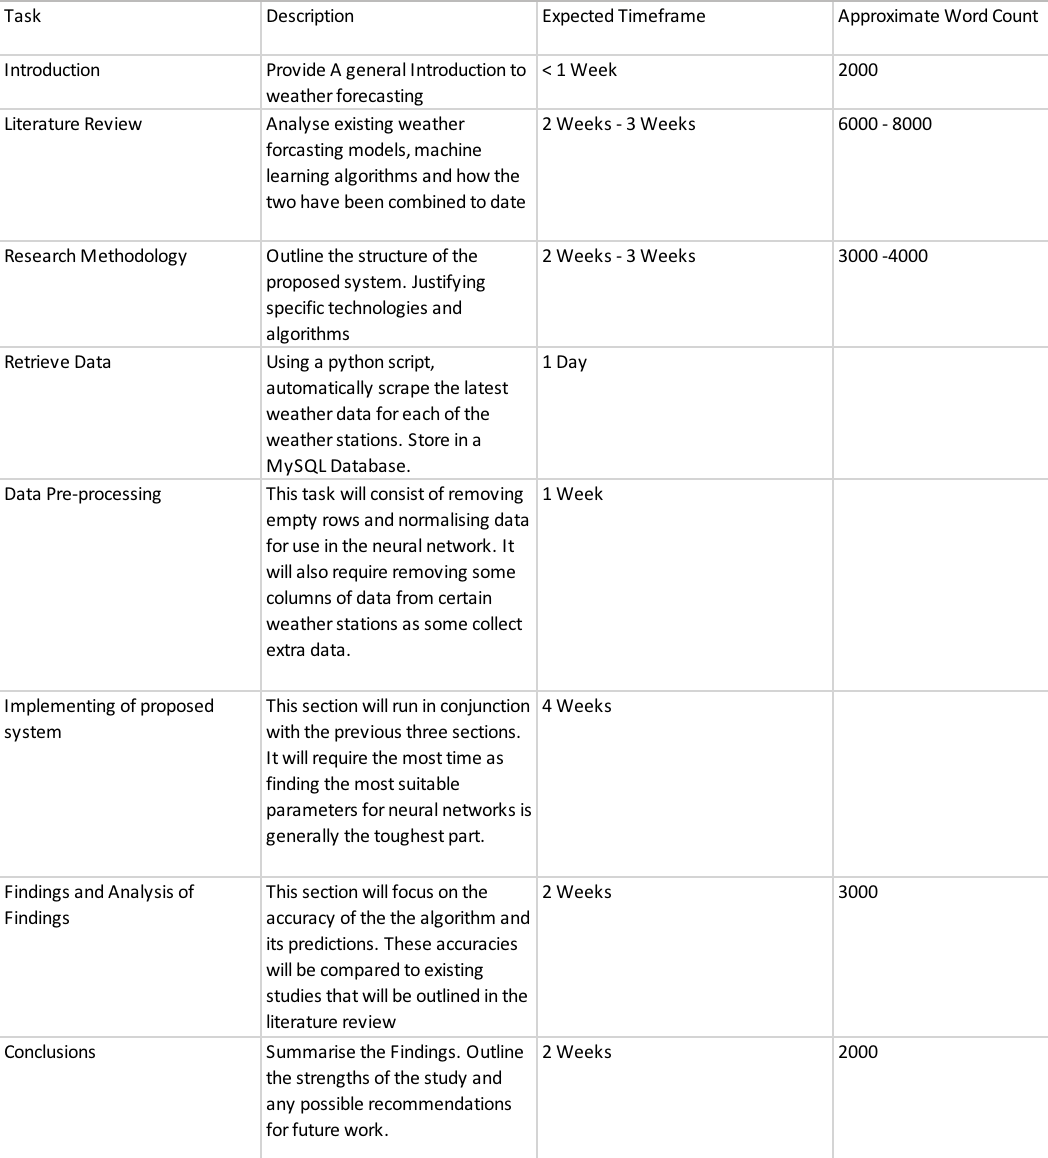 Task Description Expected Timeframe Approximate Word Count
Introduction Provide A general Introduction to < 1 Week 2000
weather forecasting
Literature Review Analyse existing weather 2 Weeks - 3 Weeks 6000 - 8000
forcasting models, machine
learning algorithms and how the
two have been combined to date
Research Methodology Outline the structure of the 2 Weeks - 3 Weeks 3000 -4000
proposed system. Justifying
specific technologies and
algorithms
Retrieve Data Using a python script, 1 Day
automatically scrape the latest
weather data for each of the
weather stations. Store in a
MySQL Database.
Data Pre-processing This task will consist of removing 1 Week
empty rows and normalising data
for use in the neural network. It
will also require removing some
columns of data from certain
weather stations as some collect
extra data.
Implementing of proposed This section will run in conjunction 4 Weeks
system with the previous three sections.
It will require the most time as
finding the most suitable
parameters for neural networks is
generally the toughest part.
Findings and Analysis of This section will focus on the 2 Weeks 3000
Findings accuracy of the the algorithm and
its predictions. These accuracies
will be compared to existing
studies that will be outlined in the
literature review
Conclusions Summarise the Findings. Outline 2 Weeks 2000
the strengths of the study and
any possible recommendations
for future work.